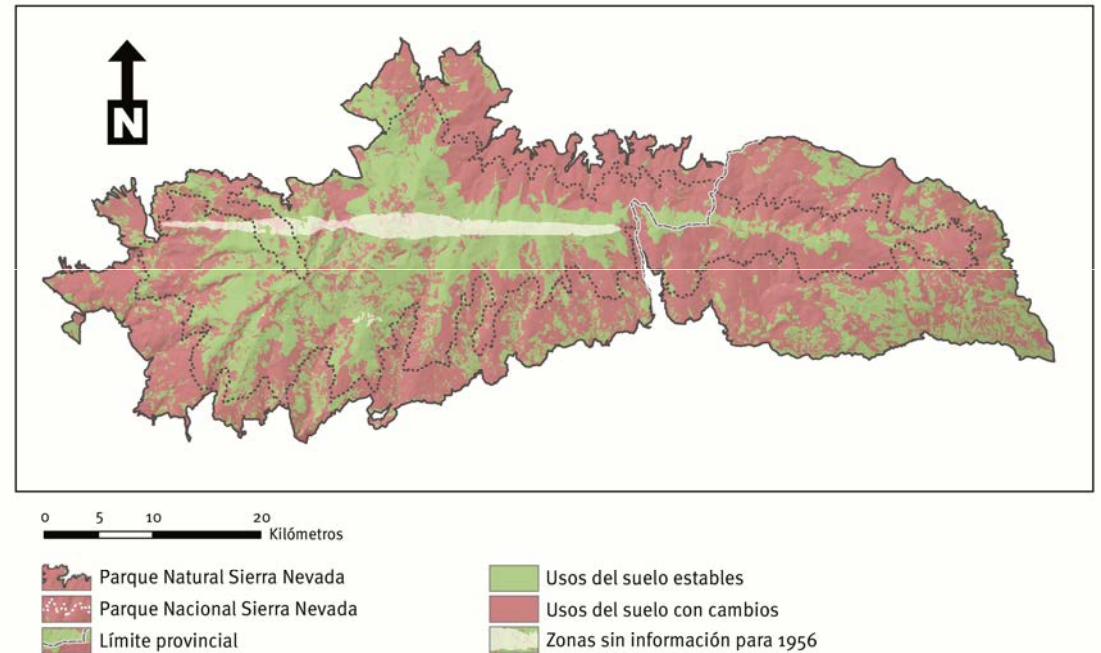 N
0 5 10 20
Kilómetros
Parque Natural Sierra Nevada
Parque Nacional Sierra Nevada
Límite provincial
Usos del suelo estables
Usos del suelo con cambios
Zonas sin información para 1956